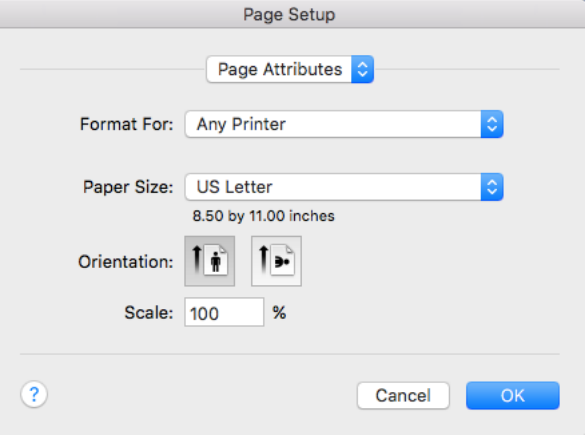 Page Setup
Page Attributes
Format For: Any Printer
Paper Size: US Letter
8.50 by 11.00 inches
Orientation:
Scale: 100 %
? Cancel OK